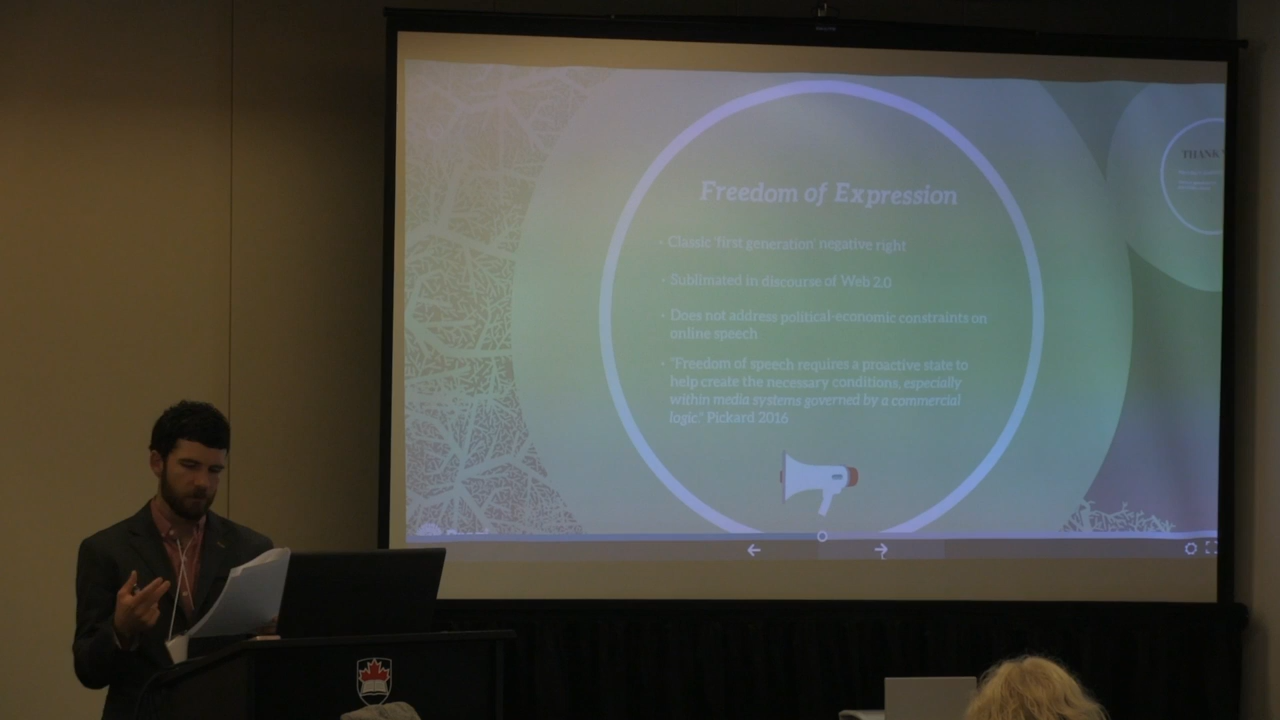 Freedom of Expression
• Classic 'first generation' negative right
• Sublimated in discourse of Web 2.0
• Does not address political-economic constraints on
online speech
• "Freedom of speech requires a proactive state to
help create the necessary conditions, especially
within media systems governed by a commercial
logic." Pickard 2016
THANK